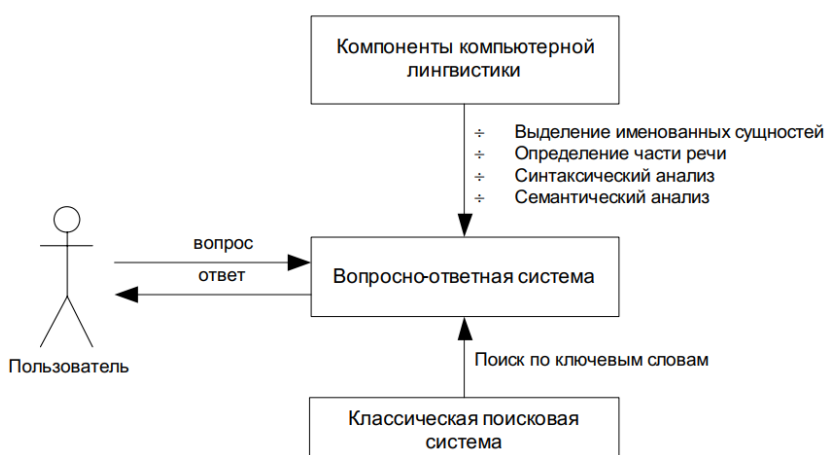 Компоненты компьютерной
лингвистики
÷ Выделение именованных сущностей
÷ Определение части речи
÷ Синтаксический анализ
÷ Семантический анализ
вопрос
ответ
Вопросно-ответная система
Пользователь
Поиск по ключевым словам
Классическая поисковая
система